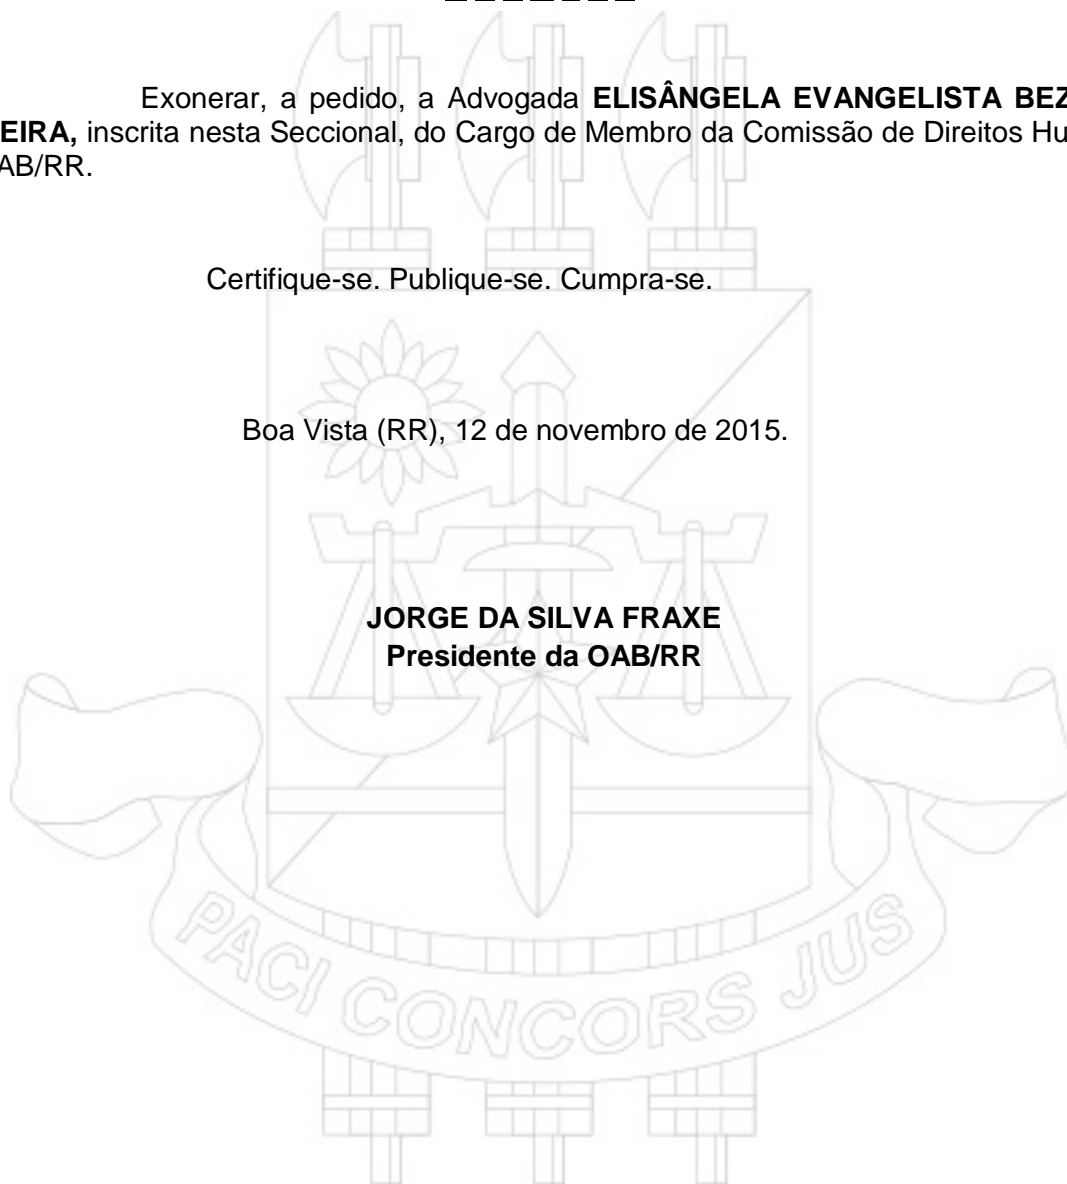 Exonerar, a pedido, a Advogada ELISÂNGELA EVANGELISTA BEZ
EIRA, inscrita nesta Seccional, do Cargo de Membro da Comissão de Direitos Hu
AB/RR.
Certifique-se. Publique-se. Cumpra-se.
Boa Vista (RR), 12 de novembro de 2015.
JORGE DA SILVA FRAXE
Presidente da OAB/RR
PACI CONCORS JUS